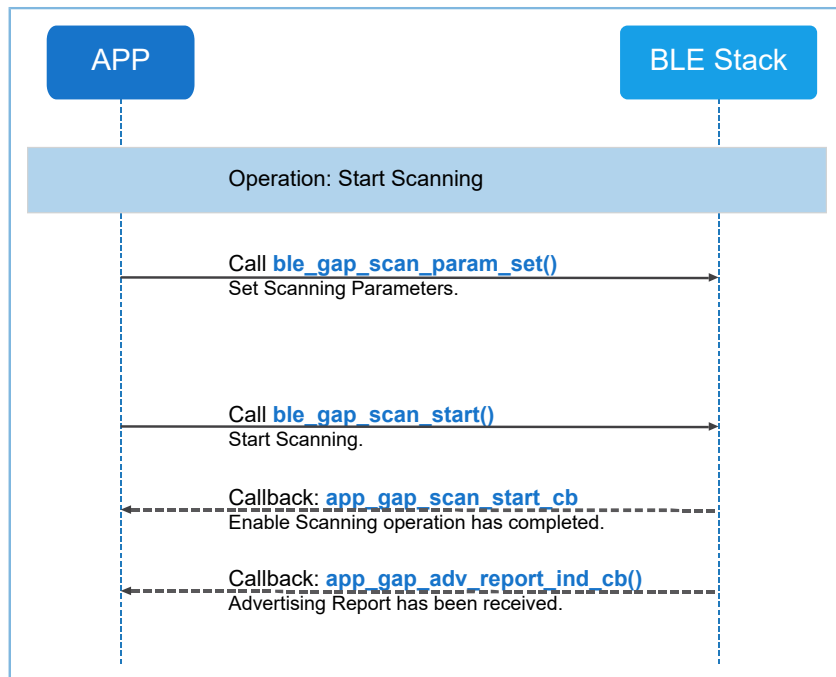 APP
BLE Stack
Operation: Start Scanning
Call ble_gap_scan_param_set()
Set Scanning Parameters.
Call ble_gap_scan_start()
Start Scanning.
Callback: app_gap_scan_start_cb
Enable Scanning operation has completed.
Callback: app_gap_adv_report_ind_cb()
Advertising Report has been received.